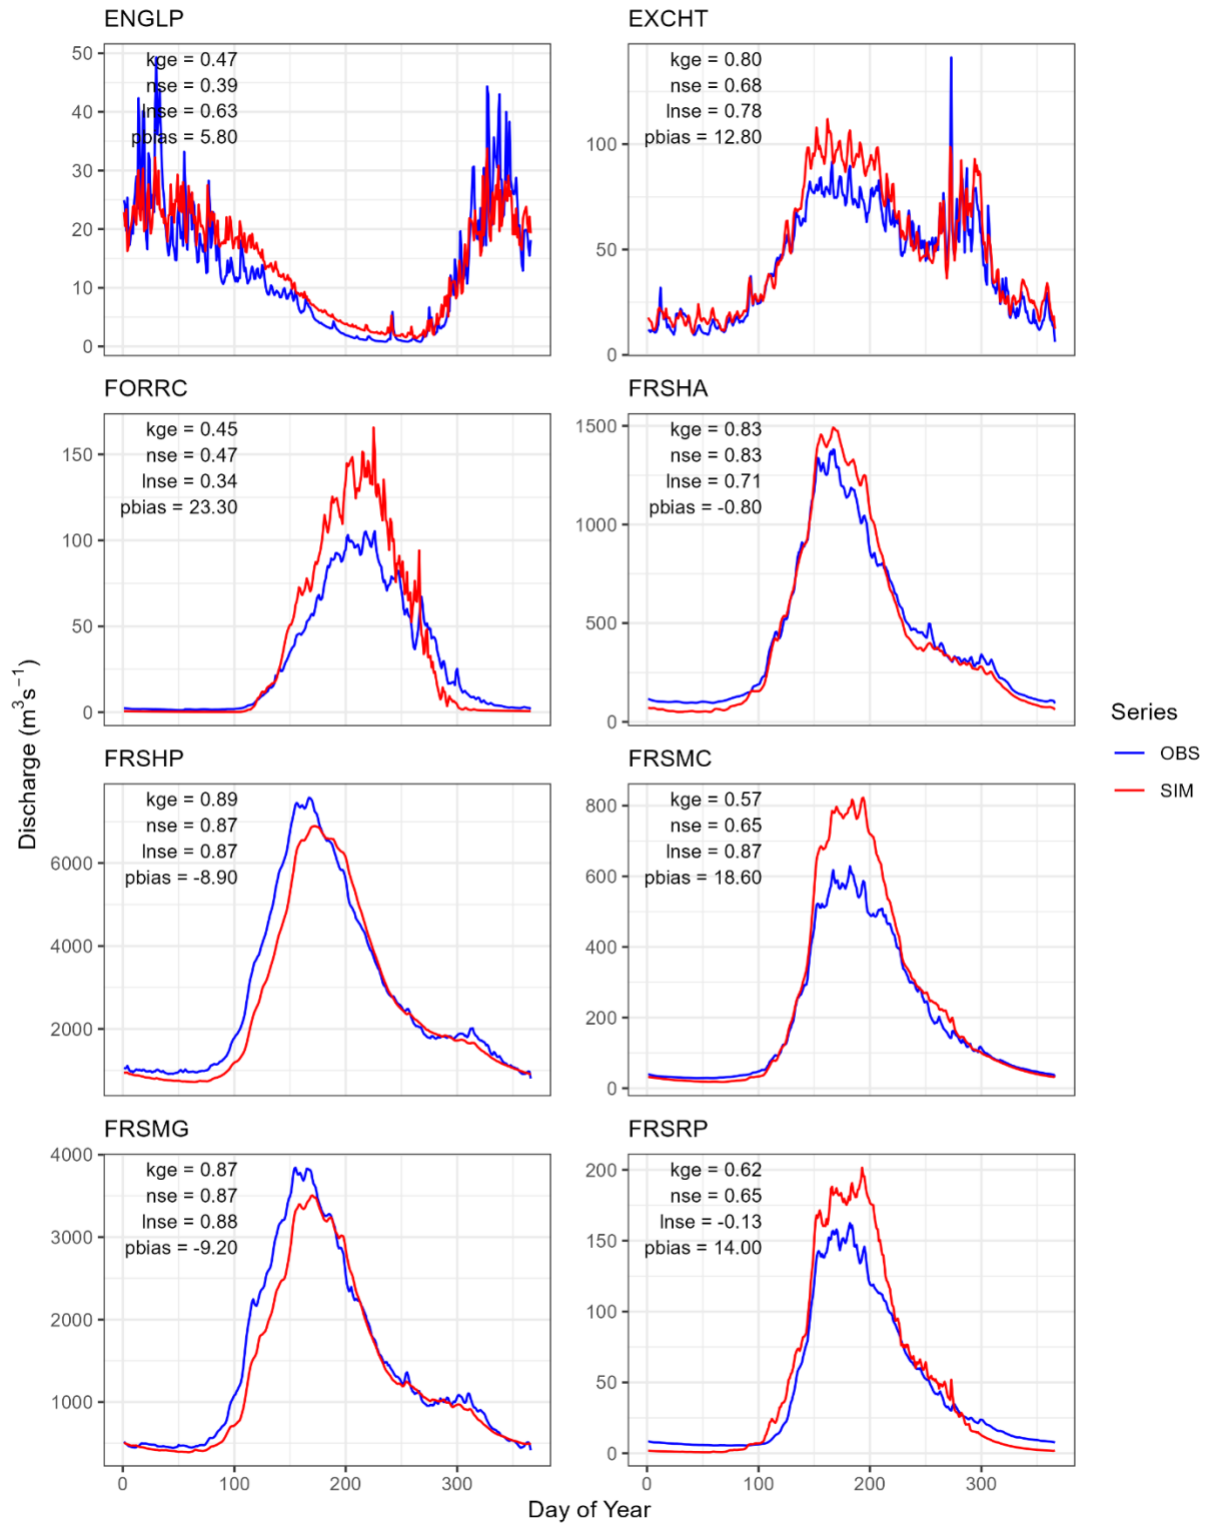 ENGLP
kge = 0.47
nse = 0.39
lnse = 0.63
pbias = 5.80
50
40
30
20
10
0
EXCHT
kge = 0.80
nse = 0.68
lnse = 0.78
pbias = 12.80
100
50
0
FORRC
kge = 0.45
nse = 0.47
lnse = 0.34
pbias = 23.30
150
100
50
0
FRSHA
kge = 0.83
nse = 0.83
lnse = 0.71
pbias = -0.80
1500
1000
500
0
Discharge (m³s⁻¹)
Series
OBS
SIM
FRSHP
kge = 0.89
nse = 0.87
lnse = 0.87
pbias = -8.90
6000
4000
2000
FRSMC
kge = 0.57
nse = 0.65
lnse = 0.87
pbias = 18.60
800
600
400
200
0
FRSMG
kge = 0.87
nse = 0.87
lnse = 0.88
pbias = -9.20
4000
3000
2000
1000
0 100 200 300
FRSRP
kge = 0.62
nse = 0.65
lnse = -0.13
pbias = 14.00
200
150
100
50
0
0 100 200 300
Day of Year